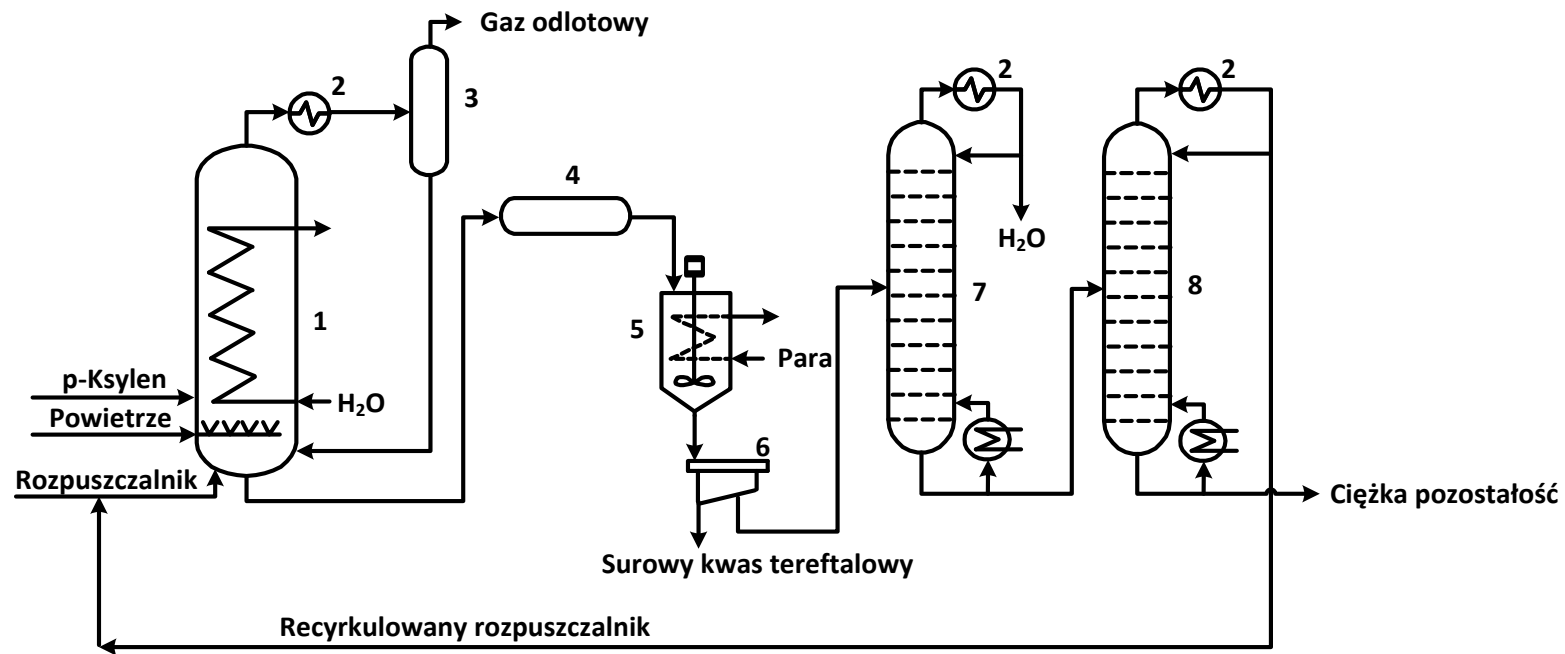 Gaz odlotowy
2
3
2
2
4
H₂O
1
5
7
8
Para
p-Ksylen
H₂O
Powietrze
6
Rozpuszczalnik
Ciężka pozostałość
Surowy kwas tereftalowy
Recyrkulowany rozpuszczalnik